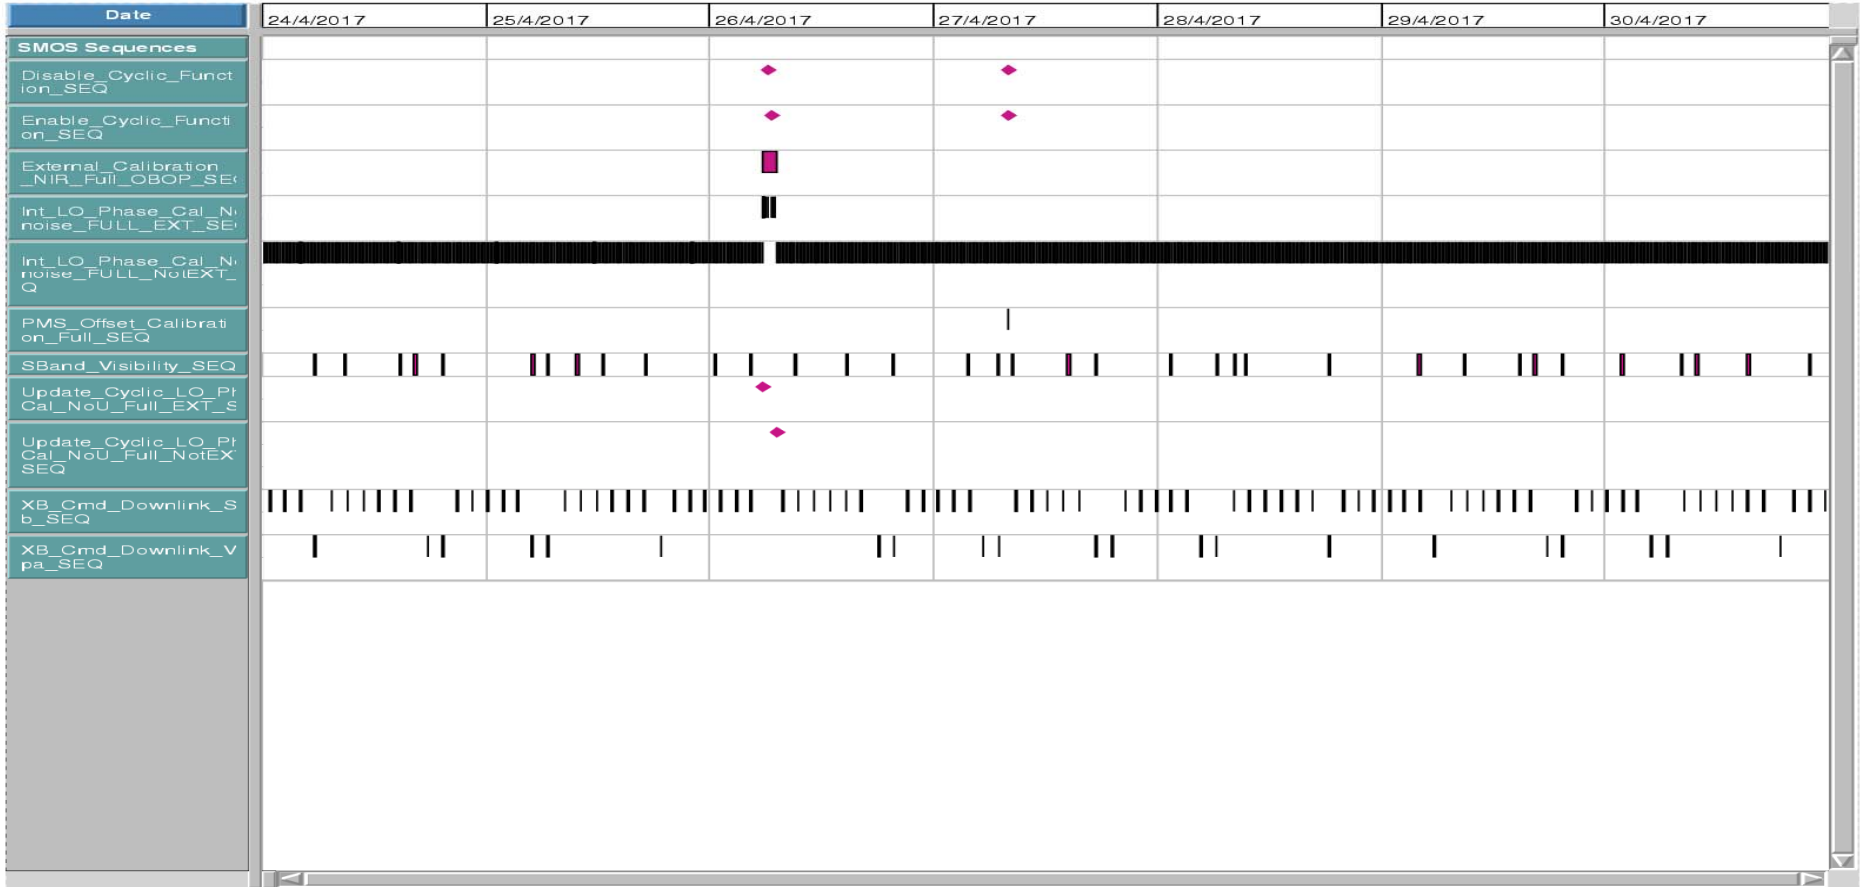 Date
24/4/2017 25/4/2017 26/4/2017 27/4/2017 28/4/2017 29/4/2017 30/4/2017
SMOS Sequences
Disable_Cyclic_Funct
ion_SEQ
Enable_Cyclic_Functi
on_SEQ
External_Calibration
_NIR_Full_OBOP_SE
Int_LO_Phase_Cal_N
noise_FULL_EXT_SE
Int_LO_Phase_Cal_N
noise_FULL_NotEXT_
Q
PMS_Offset_Calibrati
on_Full_SEQ
SBand_Visibility_SEQ
Update_Cyclic_LO_Ph
Cal_NoU_Full_EXT_S
Update_Cyclic_LO_Ph
Cal_NoU_Full_NotEX
SEQ
XB_Cmd_Downlink_S
b_SEQ
XB_Cmd_Downlink_V
pa_SEQ